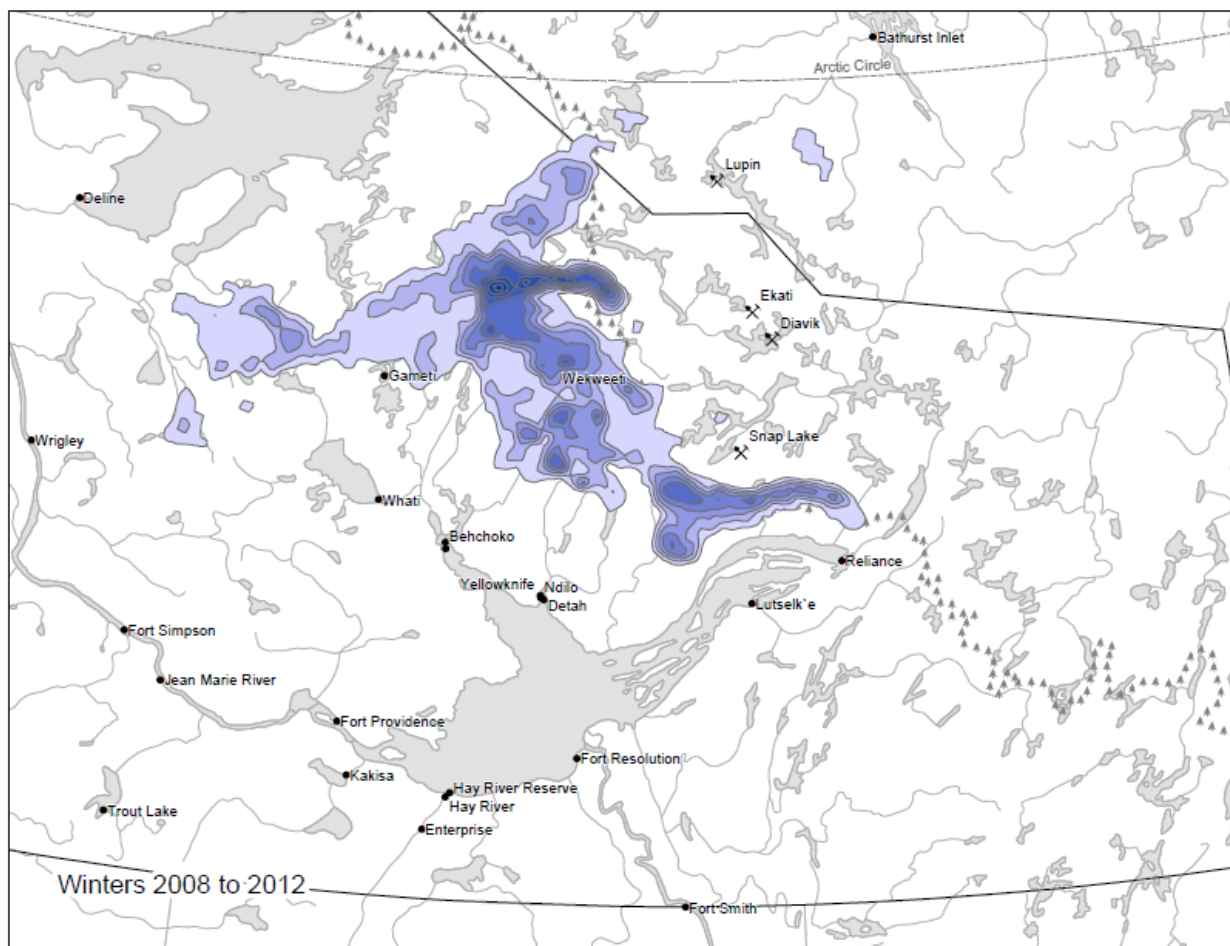 Bathurst Inlet
Arctic Circle
Lupin
Deline
Ekati
Diavik
Gameti
Wekweeti
Wrigley
Snap Lake
Whati
Behchoko
Reliance
Yellowknife
Ndilo
Detah
Lutselk`e
Fort Simpson
Jean Marie River
Fort Providence
Fort Resolution
Kakisa
Hay River Reserve
Hay River
Trout Lake
Enterprise
Winters 2008 to 2012
Fort Smith